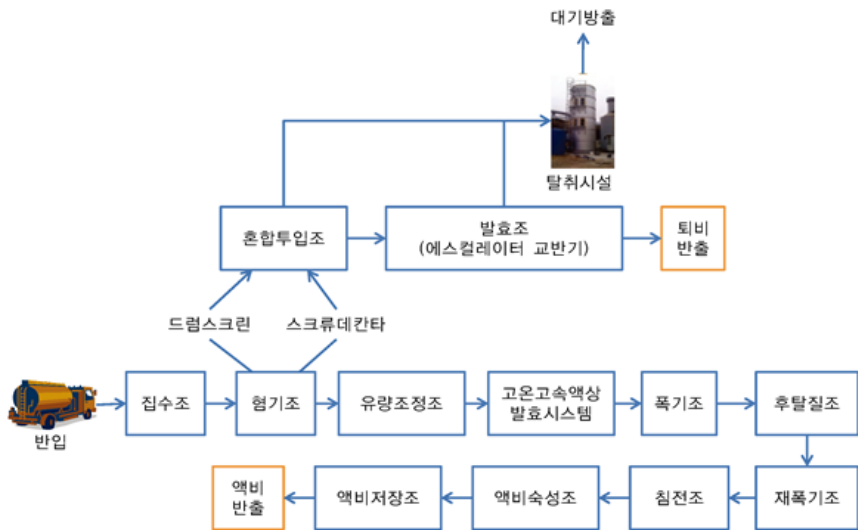 대기방출
탈취시설
혼합투입조
발효조
(에스컬레이터 교반기)
퇴비
반출
드럼스크린
스크류데칸타
반입
집수조
혐기조
유량조정조
고온고속액상
발효시스템
폭기조
후탈질조
액비
반출
액비저장조
액비숙성조
침전조
재폭기조